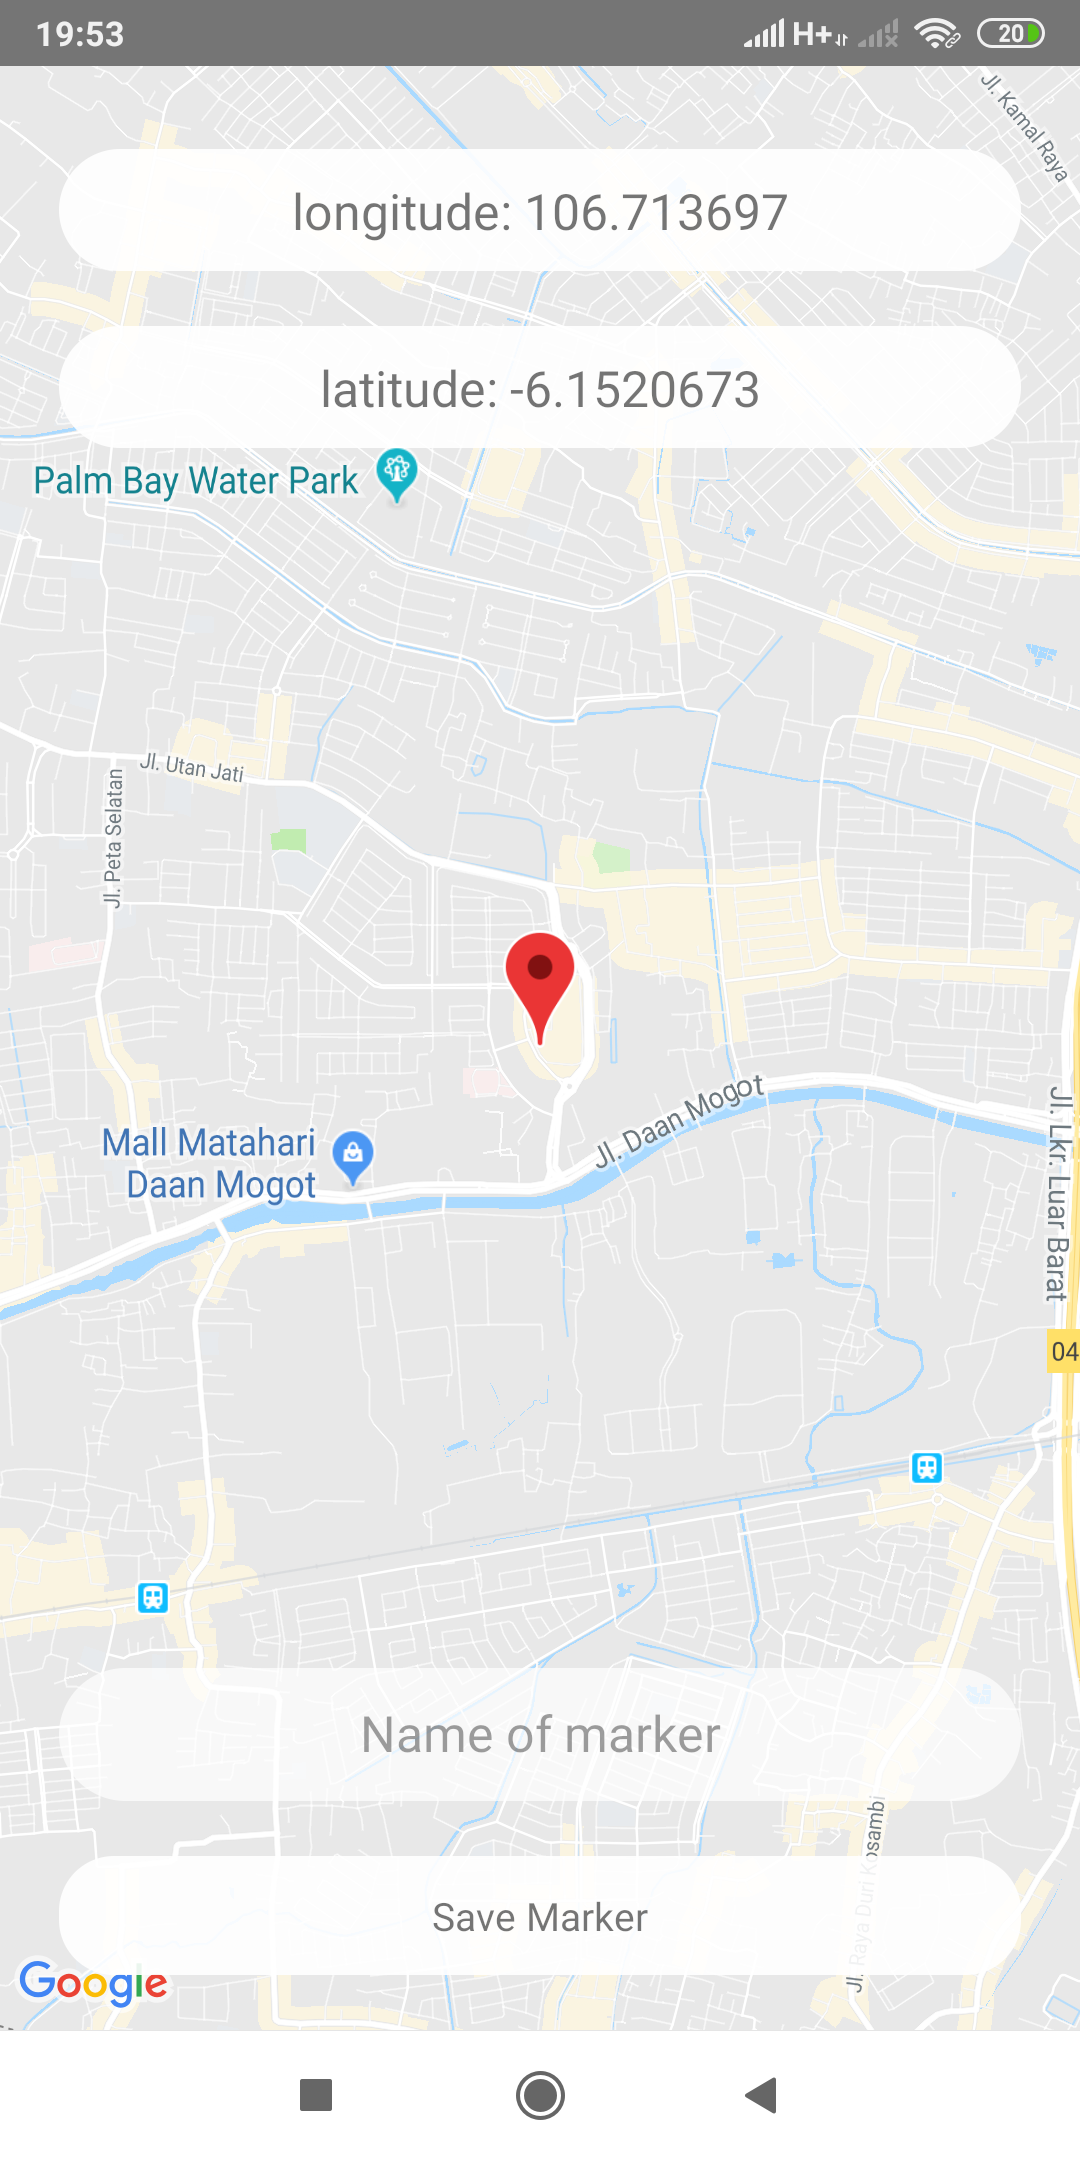 19:53
H+
20
Jl. Kamal Raya
longitude: 106.713697
latitude: -6.1520673
Palm Bay Water Park
Jl. Utan Jati
Jl. Peta Selatan
Jl. Daan Mogot
Mall Matahari
Daan Mogot
Jl. Lkr. Luar Barat
04
Name of marker
Jl. Raya Duri Kosambi
Save Marker
Google